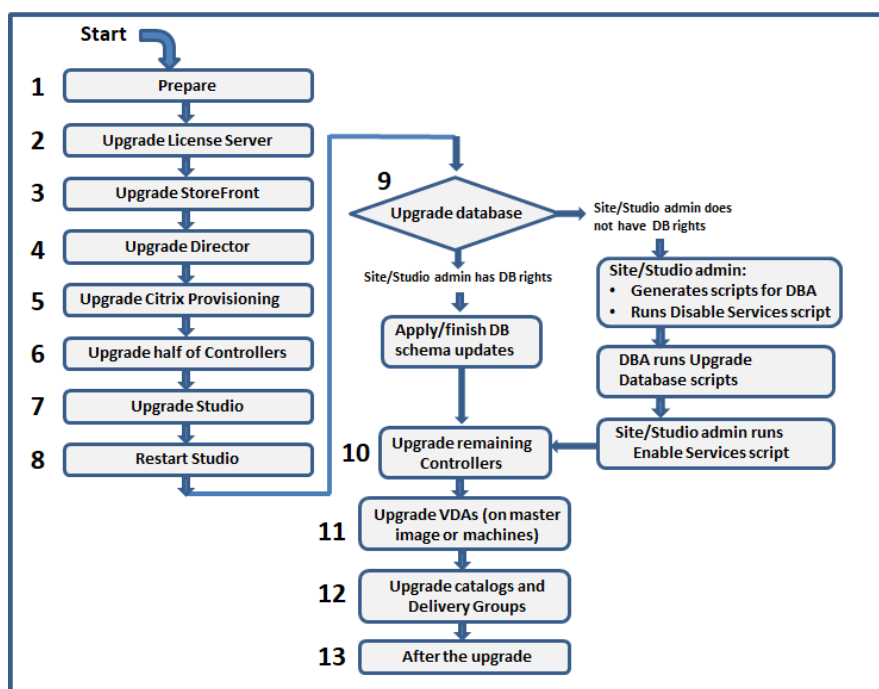 Start
1
Prepare
2
Upgrade License Server
3
Upgrade StoreFront
4
Upgrade Director
5
Upgrade Citrix Provisioning
6
Upgrade half of Controllers
7
Upgrade Studio
8
Restart Studio
9
Upgrade database
Site/Studio admin does
not have DB rights
Site/Studio admin has DB rights
Site/Studio admin:
• Generates scripts for DBA
• Runs Disable Services script
Apply/finish DB
schema updates
DBA runs Upgrade
Database scripts
Site/Studio admin runs
Enable Services script
10
Upgrade remaining
Controllers
11
Upgrade VDAs (on master
image or machines)
12
Upgrade catalogs and
Delivery Groups
13
After the upgrade